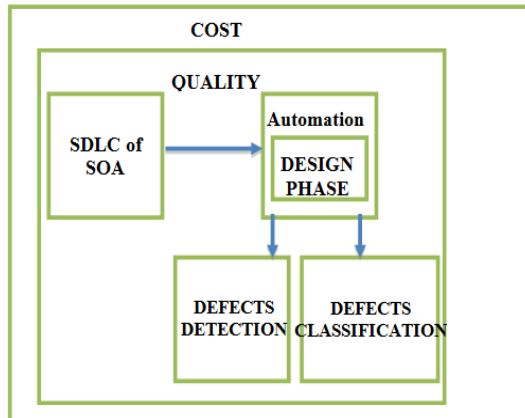 COST
QUALITY
SDLC of
SOA
Automation
DESIGN
PHASE
DEFECTS
DETECTION
DEFECTS
CLASSIFICATION